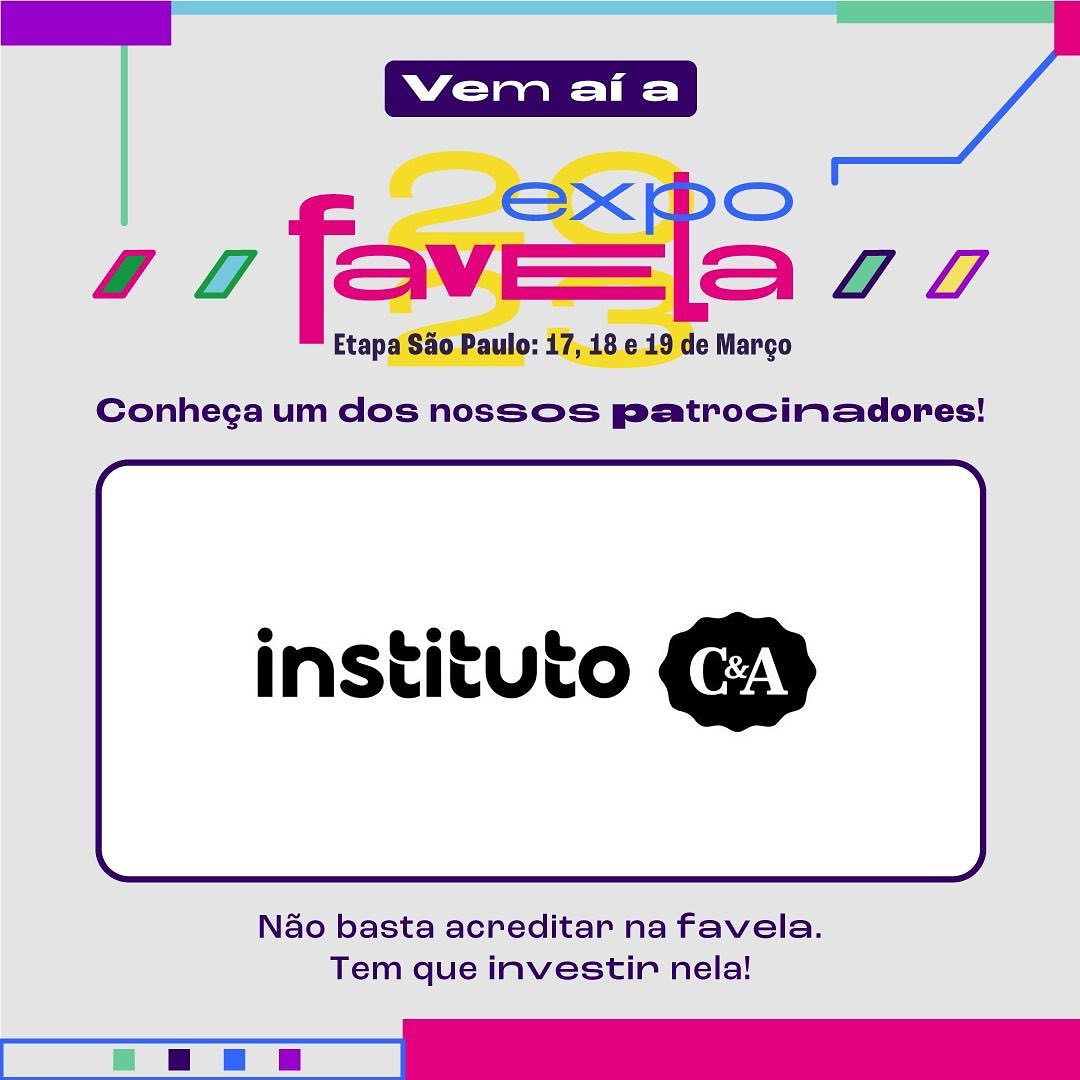 Vem aí a
2023
expo
favela
Etapa São Paulo: 17, 18 e 19 de Março
Conheça um dos nossos patrocinadores!
instituto C&A
Não basta acreditar na favela.
Tem que investir nela!